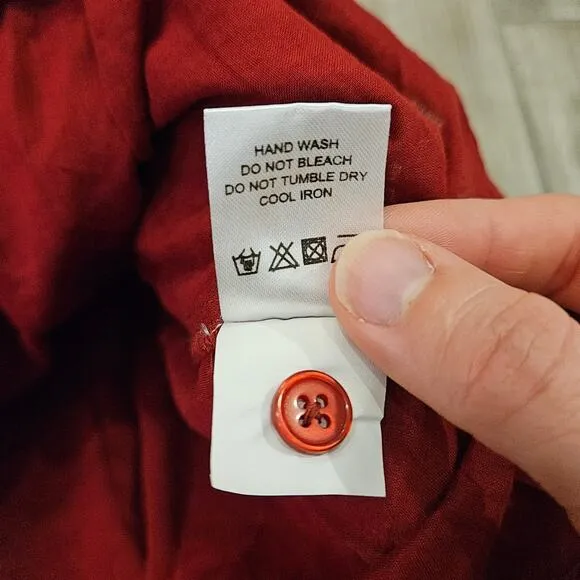 HAND WASH
DO NOT BLEACH
DO NOT TUMBLE DRY
COOL IRON